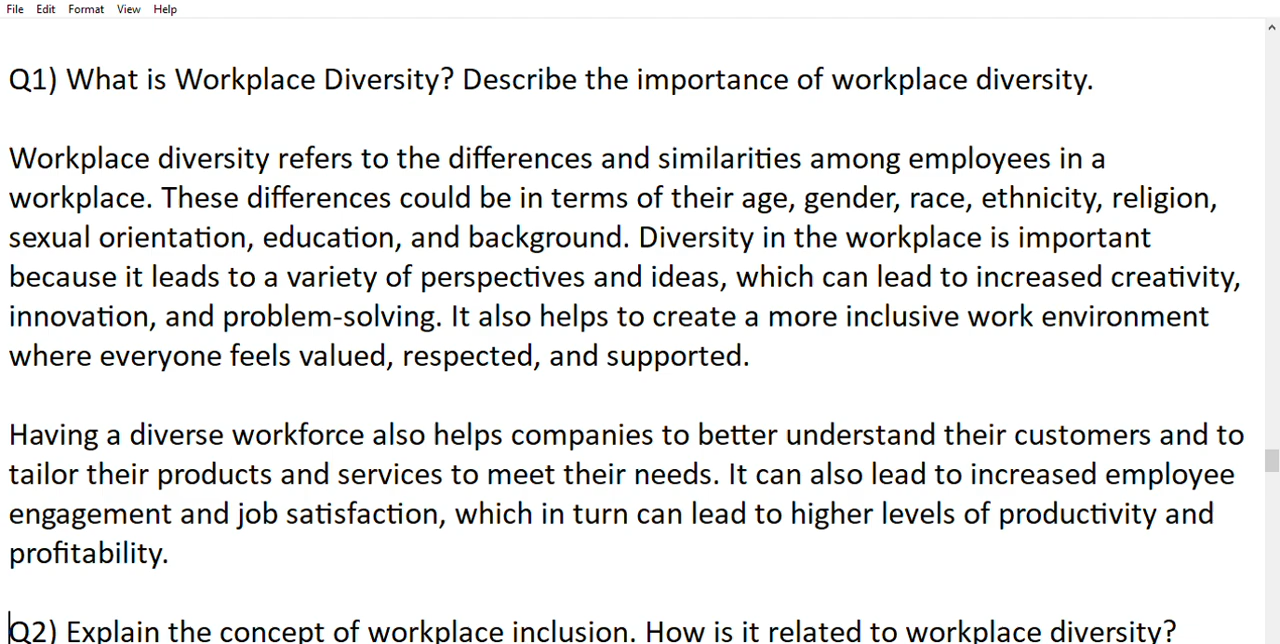 File Edit Format View Help
Q1) What is Workplace Diversity? Describe the importance of workplace diversity.
Workplace diversity refers to the differences and similarities among employees in a
workplace. These differences could be in terms of their age, gender, race, ethnicity, religion,
sexual orientation, education, and background. Diversity in the workplace is important
because it leads to a variety of perspectives and ideas, which can lead to increased creativity,
innovation, and problem-solving. It also helps to create a more inclusive work environment
where everyone feels valued, respected, and supported.
Having a diverse workforce also helps companies to better understand their customers and to
tailor their products and services to meet their needs. It can also lead to increased employee
engagement and job satisfaction, which in turn can lead to higher levels of productivity and
profitability.
Q2) Explain the concept of workplace inclusion. How is it related to workplace diversity?